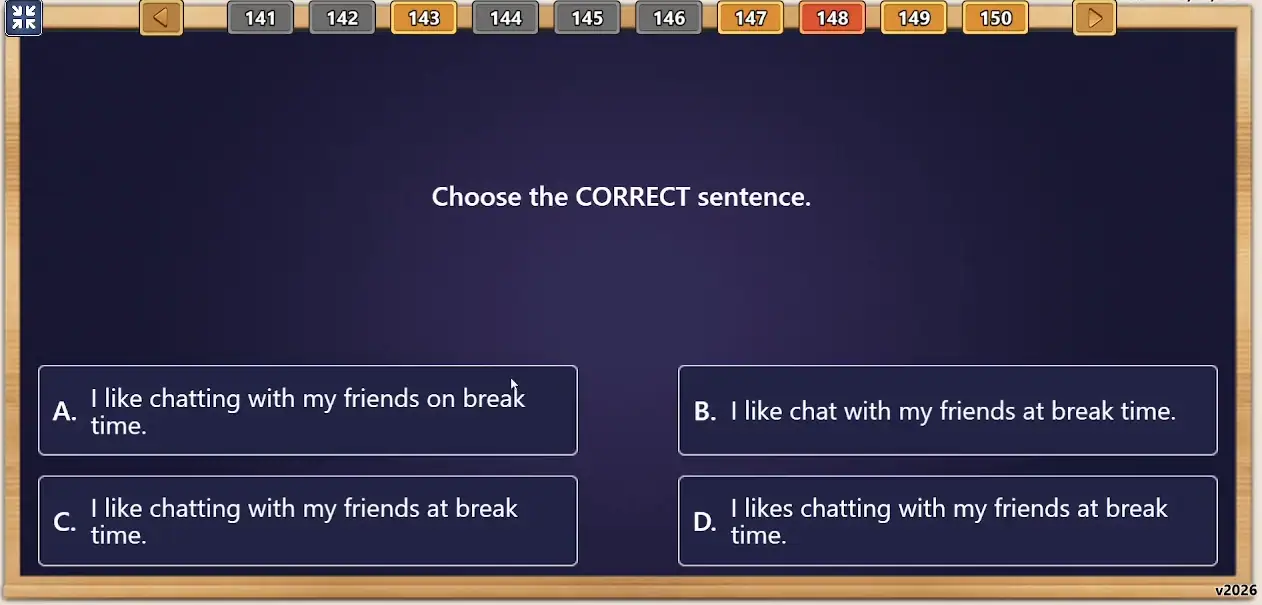 141 142 143 144 145 146 147 148 149 150
Choose the CORRECT sentence.
A. I like chatting with my friends on break
time.
B. I like chat with my friends at break time.
C. I like chatting with my friends at break
time.
D. I likes chatting with my friends at break
time.
v2026